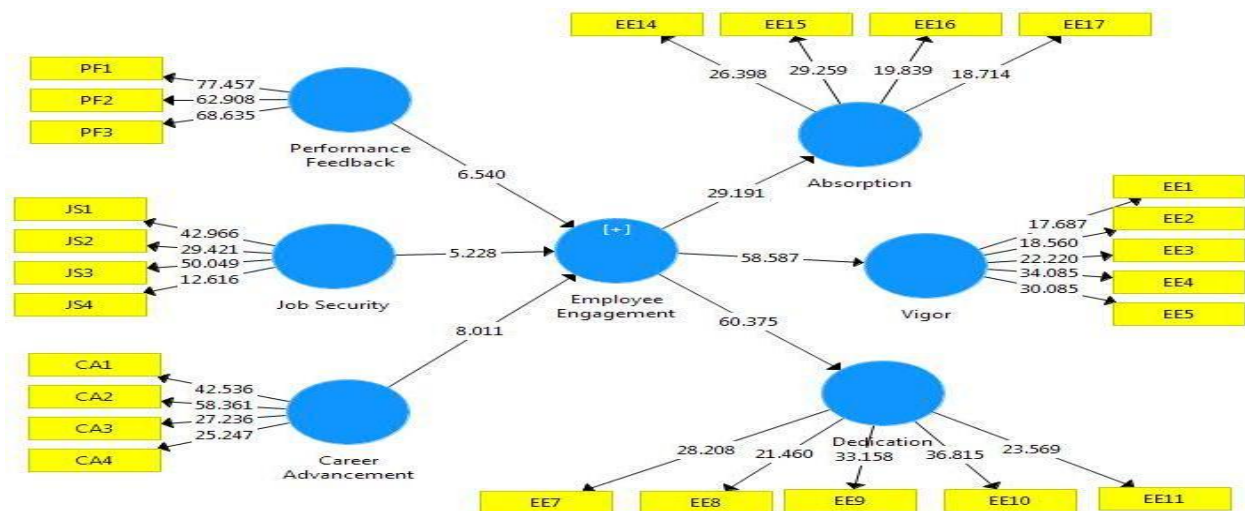 EE14
EE15
EE16
EE17
26.398
29.259
19.839
18.714
Absorption
PF1
PF2
PF3
77.457
62.908
68.635
Performance
Feedback
6.540
29.191
JS1
JS2
JS3
JS4
42.966
29.421
50.049
12.616
Job Security
5.228
[+]
Employee
Engagement
58.587
EE1
EE2
EE3
EE4
EE5
17.687
18.560
22.220
34.085
30.085
Vigor
8.011
60.375
CA1
CA2
CA3
CA4
42.536
58.361
27.236
25.247
Career
Advancement
Dedication
28.208
21.460
33.158
36.815
23.569
EE7
EE8
EE9
EE10
EE11